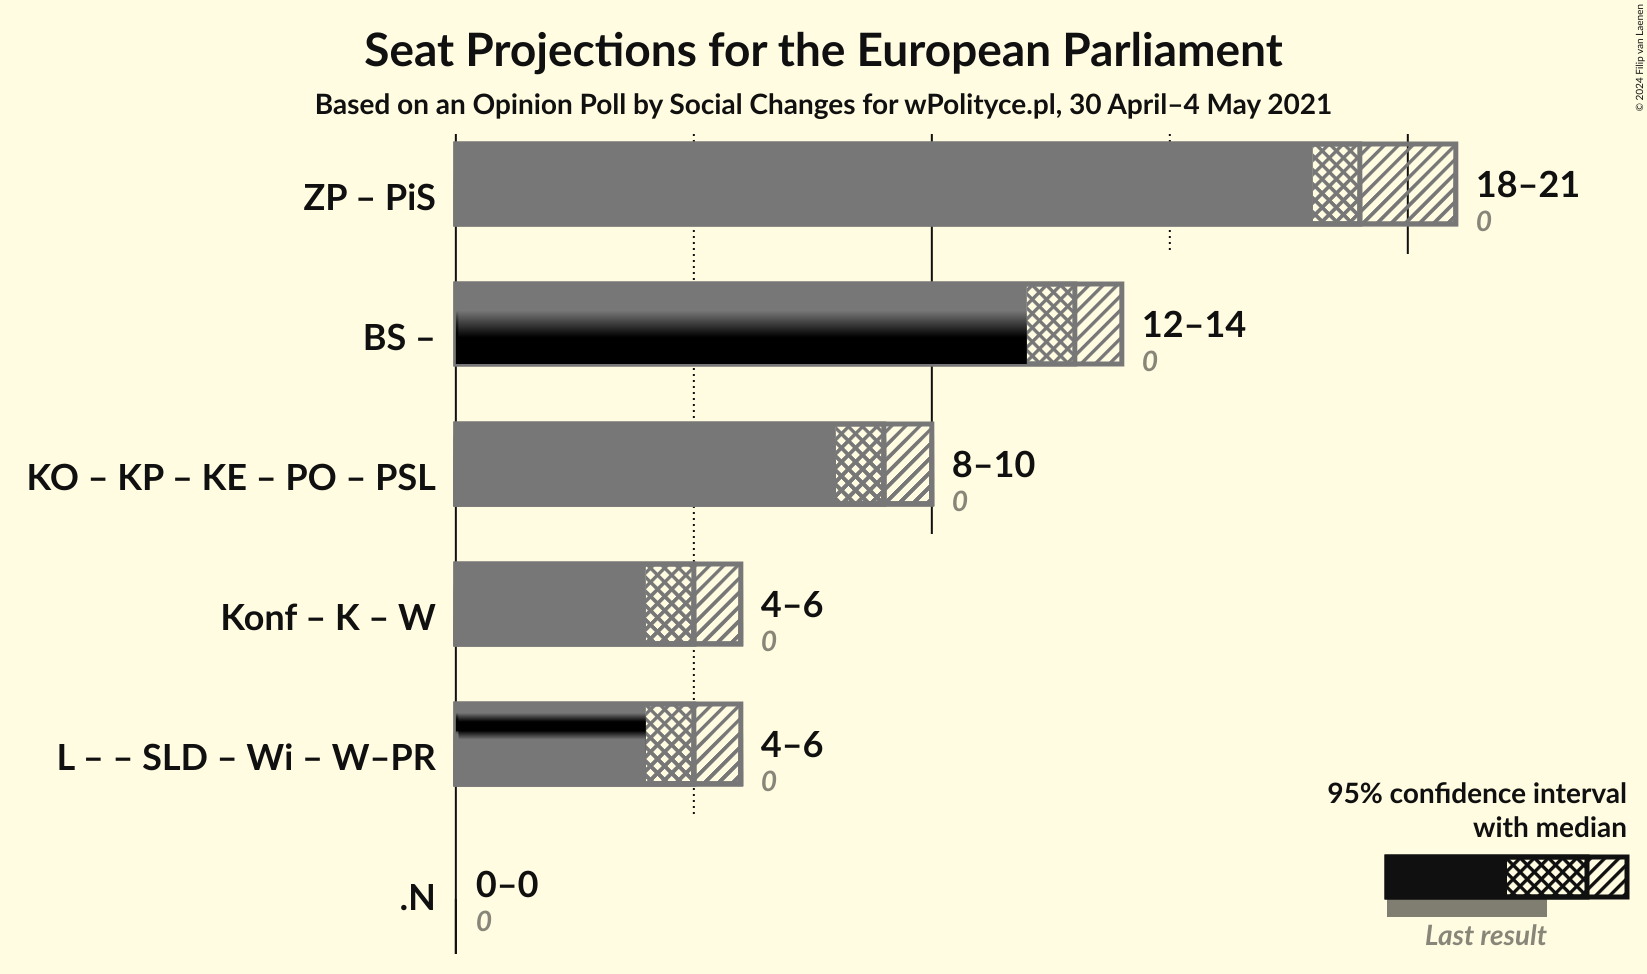 Seat Projections for the European Parliament
Based on an Opinion Poll by Social Changes for wPolityce.pl, 30 April–4 May 2021
© 2024 Filip van Laenen
ZP – PiS
18–21
0
BS –
12–14
0
KO – KP – KE – PO – PSL
8–10
0
Konf – K – W
4–6
0
L – – SLD – Wi – W–PR
4–6
0
.N
0–0
0
95% confidence interval
with median
Last result